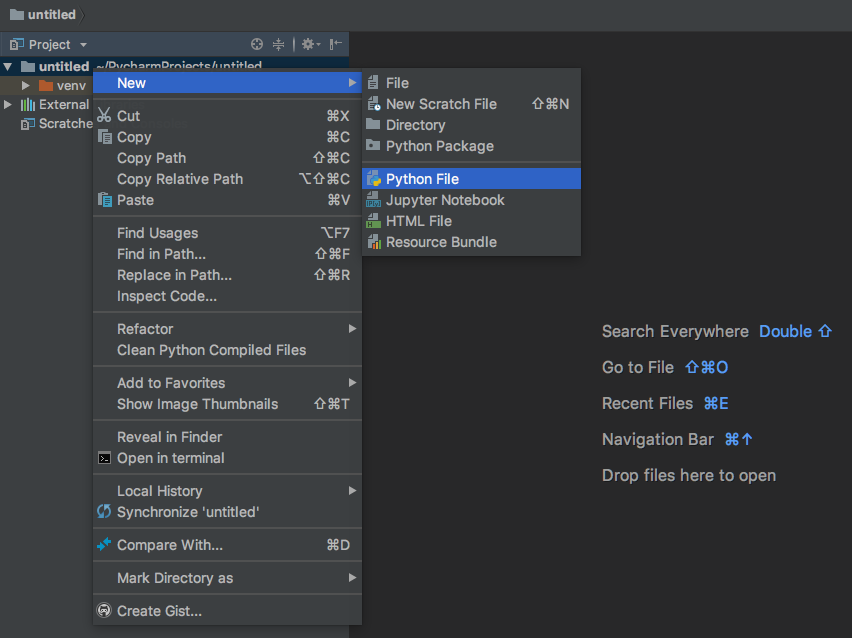 untitled
Project
untitled ~/PycharmProjects/untitled
venv
External
Scratche
New
Cut ⌘X
Copy ⌘C
Copy Path ⇧⌘C
Copy Relative Path ⌥⇧⌘C
Paste ⌘V
Find Usages ⌥F7
Find in Path... ⇧⌘F
Replace in Path... ⇧⌘R
Inspect Code...
Refactor
Clean Python Compiled Files
Add to Favorites
Show Image Thumbnails ⇧⌘T
Reveal in Finder
Open in terminal
Local History
Synchronize 'untitled'
Compare With... ⌘D
Mark Directory as
Create Gist...
File
New Scratch File ⇧⌘N
Directory
Python Package
Python File
Jupyter Notebook
HTML File
Resource Bundle
Search Everywhere Double ⇧
Go to File ⇧⌘O
Recent Files ⌘E
Navigation Bar ⌘↑
Drop files here to open